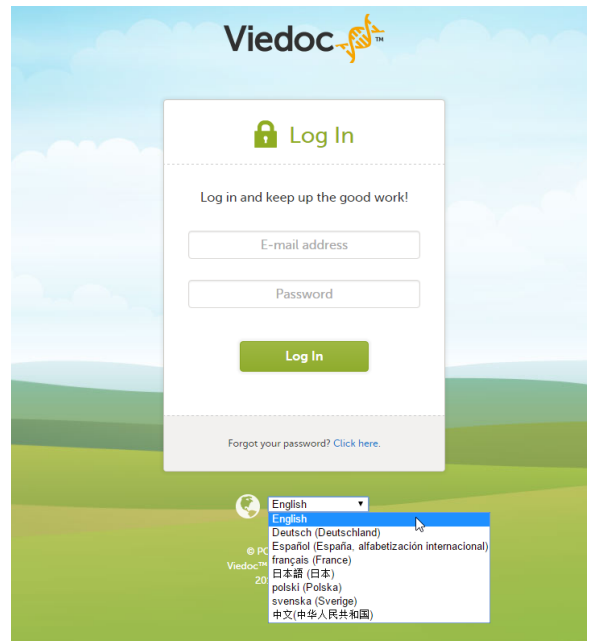 Viedoc™
Log In
Log in and keep up the good work!
E-mail address
Password
Log In
Forgot your password? Click here.
English
English
Deutsch (Deutschland)
Español (España, alfabetización internacional)
français (France)
日本語 (日本)
polski (Polska)
svenska (Sverige)
中文(中华人民共和国)
©
Viedoc™